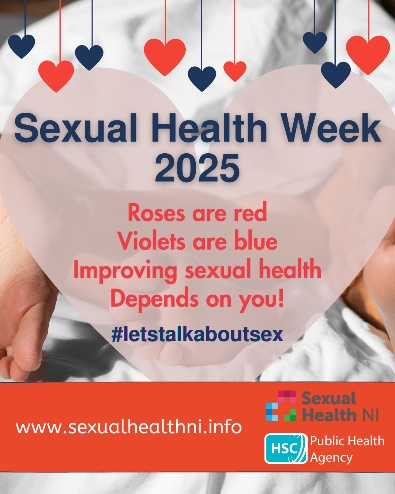 Sexual Health Week
2025
Roses are red
Violets are blue
Improving sexual health
Depends on you!
#letstalkaboutsex
www.sexualhealthni.info
Sexual
Health NI
HSC
Public Health
Agency